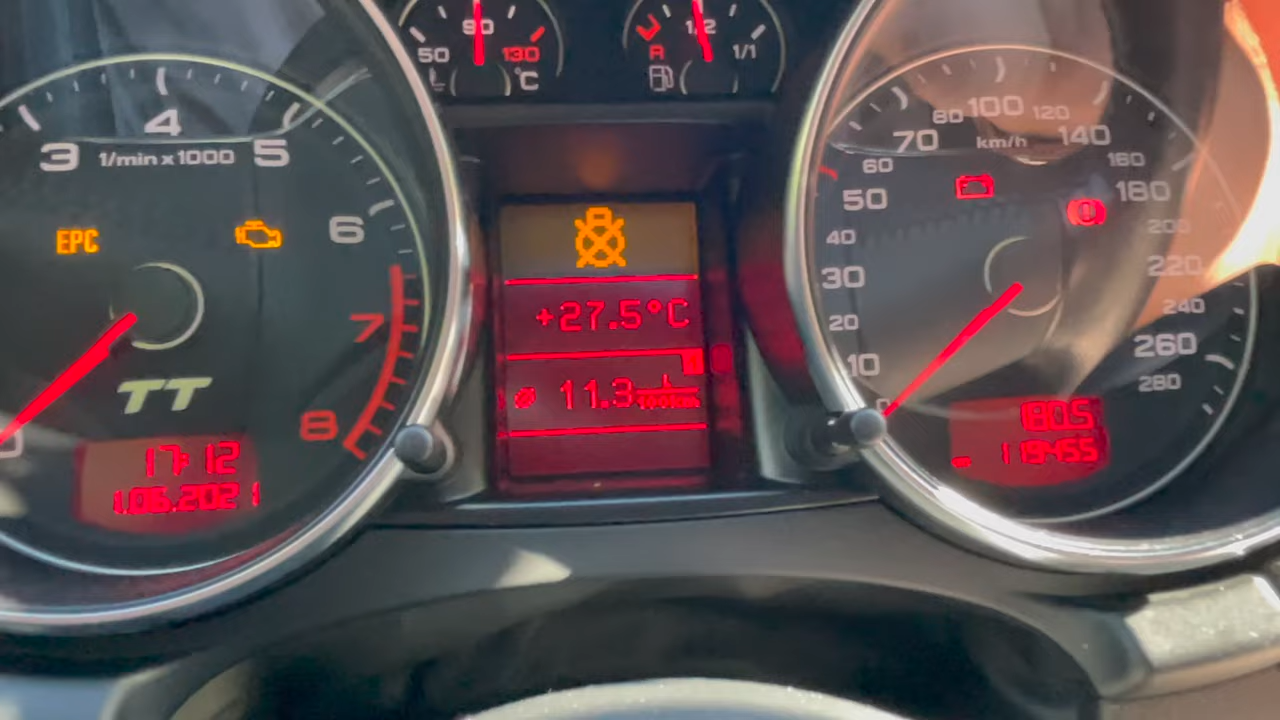 50 90 130 °C
R 1/2 1/1
3 4 5 6 7 8
1/min x 1000
EPC
TT
17:12
1.06.2021
+27.5°C
ø 11.3
10 20 30 40 50 60 70 80 100 120 140 160 180 200 220 240 260 280
km/h
180.5